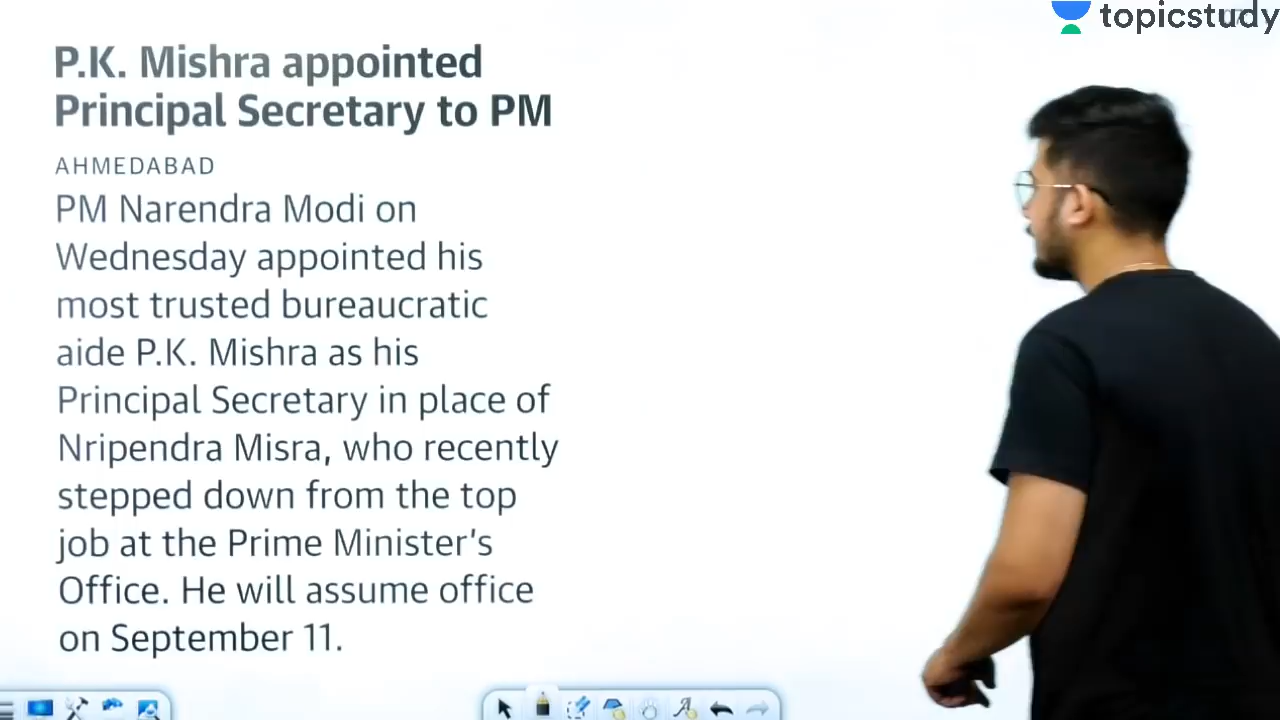 topicstudy
P.K. Mishra appointed
Principal Secretary to PM
AHMEDABAD
PM Narendra Modi on
Wednesday appointed his
most trusted bureaucratic
aide P.K. Mishra as his
Principal Secretary in place of
Nripendra Misra, who recently
stepped down from the top
job at the Prime Minister’s
Office. He will assume office
on September 11.